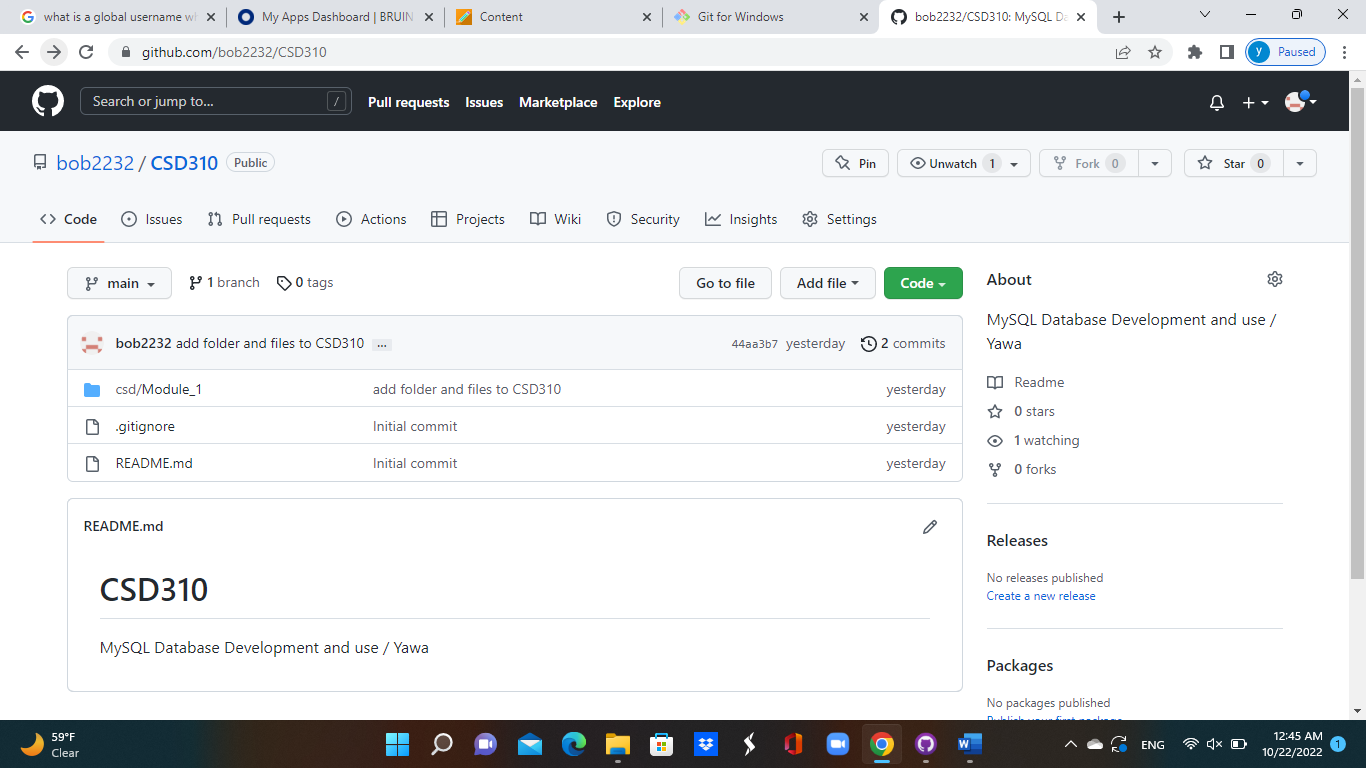 what is a global username wh
My Apps Dashboard | BRUIN
Content
Git for Windows
bob2232/CSD310: MySQL Da
github.com/bob2232/CSD310
y Paused
Search or jump to... /
Pull requests Issues Marketplace Explore
bob2232 / CSD310 Public
Pin Unwatch 1 Fork 0 Star 0
Code Issues Pull requests Actions Projects Wiki Security Insights Settings
main 1 branch 0 tags Go to file Add file Code
bob2232 add folder and files to CSD310 ... 44aa3b7 yesterday 2 commits
csd/Module_1 add folder and files to CSD310 yesterday
.gitignore Initial commit yesterday
README.md Initial commit yesterday
README.md
CSD310
MySQL Database Development and use / Yawa
About
MySQL Database Development and use /
Yawa
Readme
0 stars
1 watching
0 forks
Releases
No releases published
Create a new release
Packages
No packages published
Publish your first package
59°F
Clear
ENG
12:45 AM
10/22/2022
1